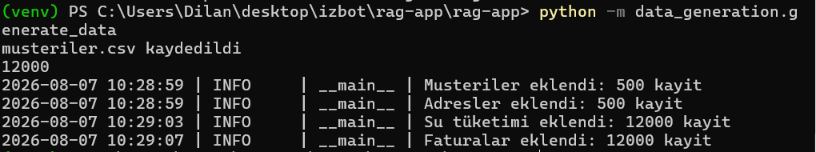 (venv) PS C:\Users\Dilan\desktop\izbot\rag-app\rag-app> python -m data_generation.g
enerate_data
musteriler.csv kaydedildi
12000
2026-08-07 10:28:59 | INFO     | __main__ | Musteriler eklendi: 500 kayit
2026-08-07 10:28:59 | INFO     | __main__ | Adresler eklendi: 500 kayit
2026-08-07 10:29:03 | INFO     | __main__ | Su tüketimi eklendi: 12000 kayit
2026-08-07 10:29:07 | INFO     | __main__ | Faturalar eklendi: 12000 kayit